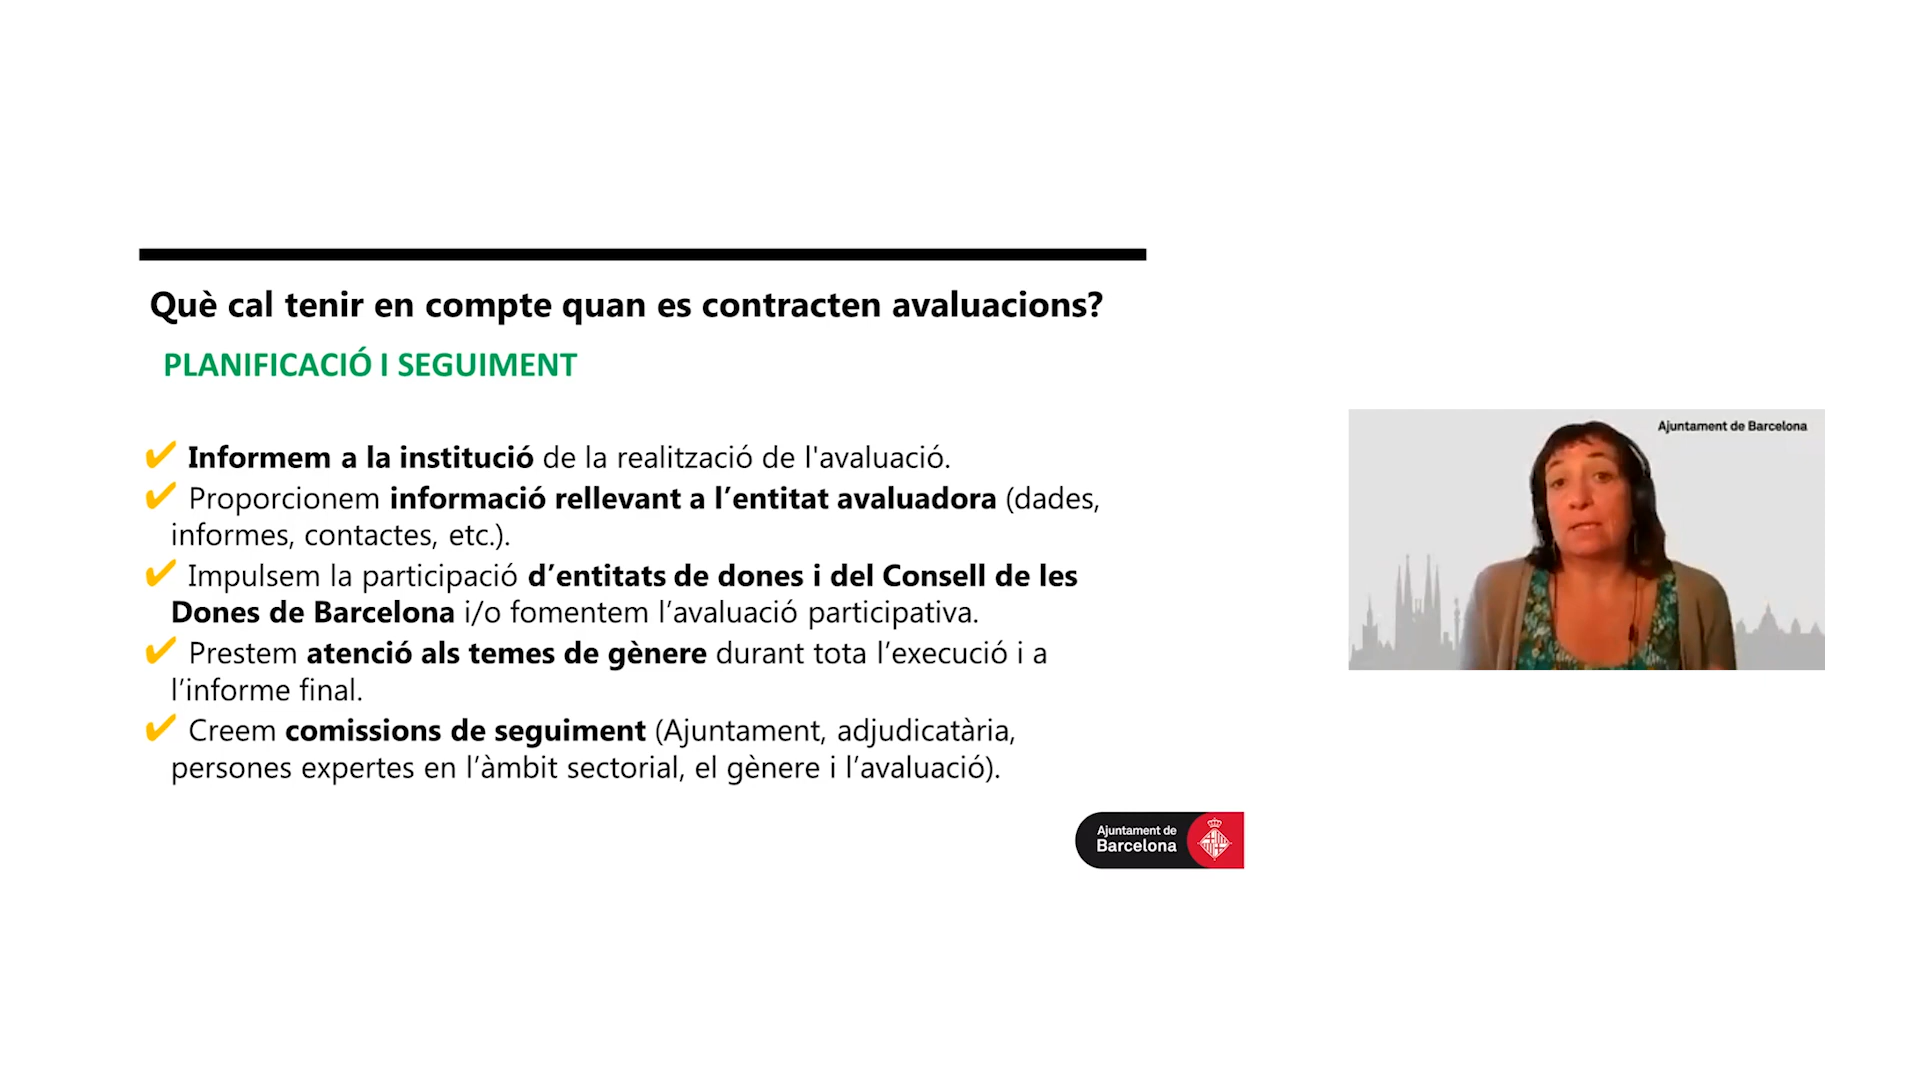 Què cal tenir en compte quan es contracten avaluacions?
PLANIFICACIÓ I SEGUIMENT
✔ Informem a la institució de la realització de l'avaluació.
✔ Proporcionem informació rellevant a l’entitat avaluadora (dades,
informes, contactes, etc.).
✔ Impulsem la participació d’entitats de dones i del Consell de les
Dones de Barcelona i/o fomentem l’avaluació participativa.
✔ Prestem atenció als temes de gènere durant tota l’execució i a
l’informe final.
✔ Creem comissions de seguiment (Ajuntament, adjudicatària,
persones expertes en l’àmbit sectorial, el gènere i l’avaluació).
Ajuntament de
Barcelona
Ajuntament de Barcelona